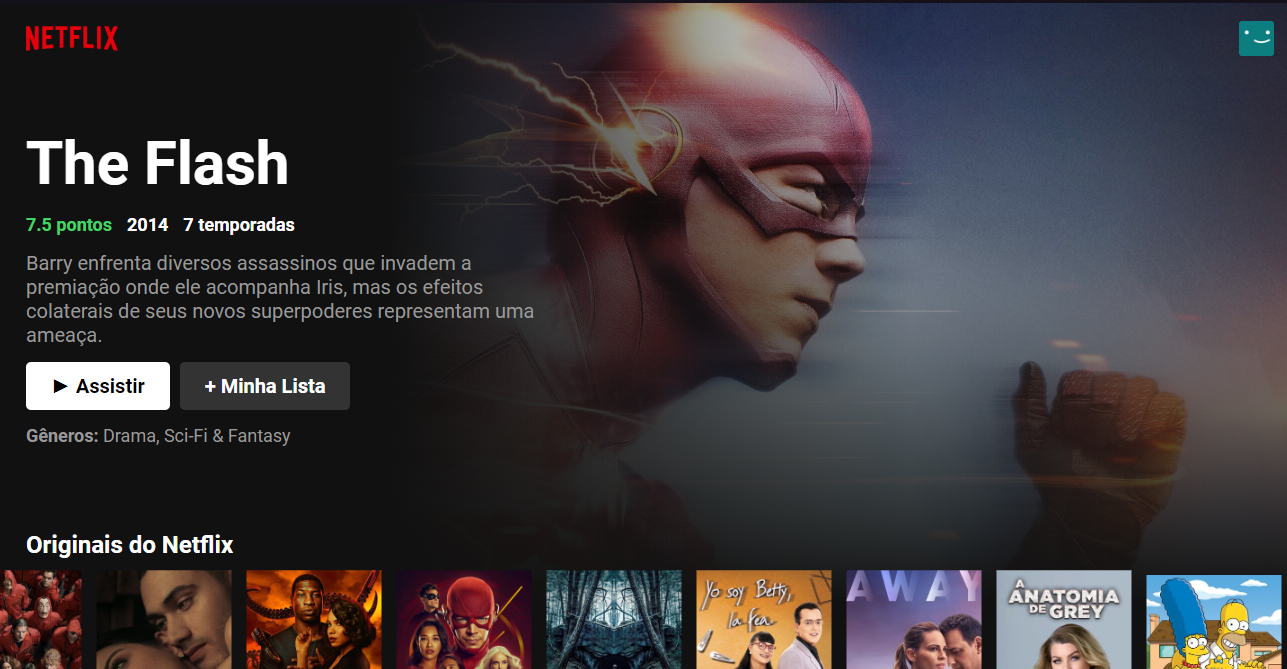 NETFLIX
The Flash
7.5 pontos 2014 7 temporadas
Barry enfrenta diversos assassinos que invadem a
premiação onde ele acompanha Iris, mas os efeitos
colaterais de seus novos superpoderes representam uma
ameaça.
► Assistir
+ Minha Lista
Gêneros: Drama, Sci-Fi & Fantasy
Originais do Netflix
Yo soy Betty,
la fea
AWAY
A
ANATOMIA
DE GREY